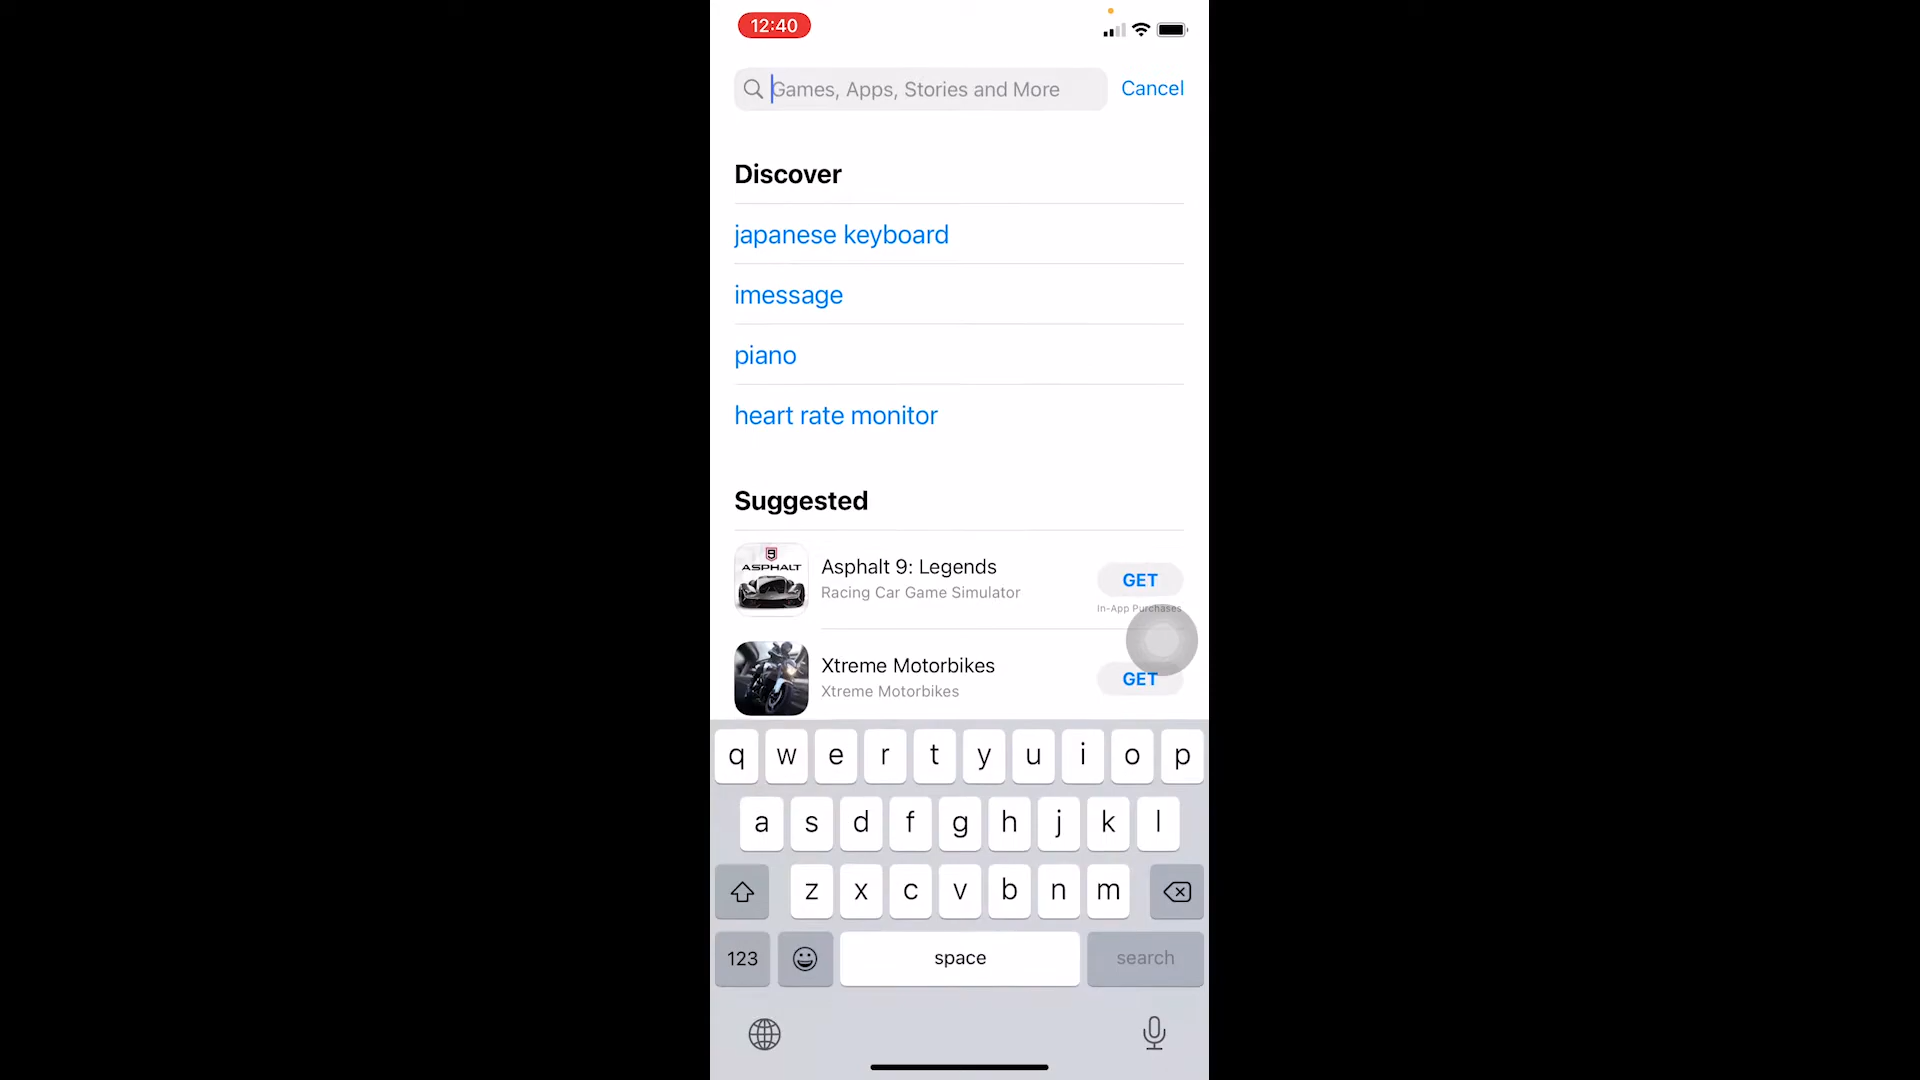 12:40
Games, Apps, Stories and More
Cancel
Discover
japanese keyboard
imessage
piano
heart rate monitor
Suggested
9
ASPHALT
Asphalt 9: Legends
Racing Car Game Simulator
GET
In-App Purchases
Xtreme Motorbikes
Xtreme Motorbikes
GET
q w e r t y u i o p
a s d f g h j k l
z x c v b n m
123
space
search